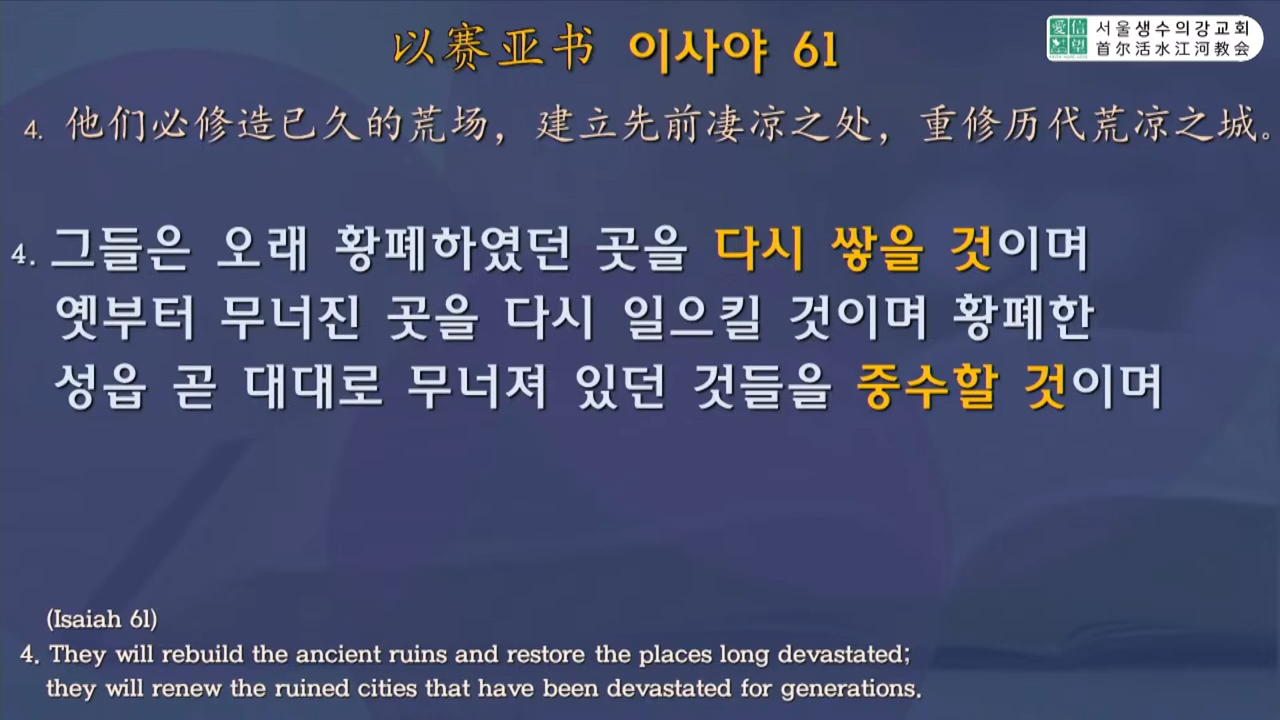 以赛亚书 이사야 61
서울생수의강교회
首尔活水江河教会
4. 他们必修造已久的荒场，建立先前凄凉之处，重修历代荒凉之城。
4. 그들은 오래 황폐하였던 곳을 다시 쌓을 것이며
옛부터 무너진 곳을 다시 일으킬 것이며 황폐한
성읍 곧 대대로 무너져 있던 것들을 중수할 것이며
(Isaiah 61)
4. They will rebuild the ancient ruins and restore the places long devastated;
they will renew the ruined cities that have been devastated for generations.